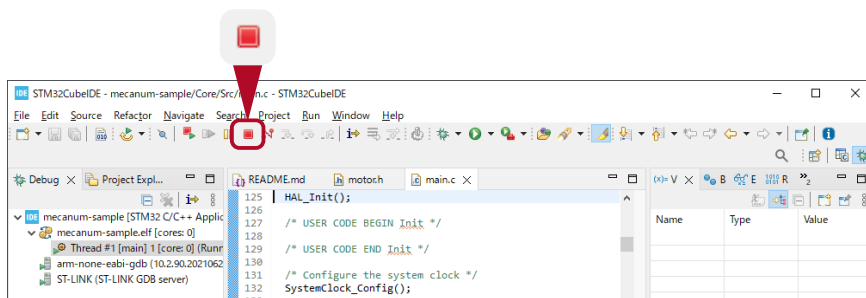 IDE STM32CubeIDE - mecanum-sample/Core/Src/main.c - STM32CubeIDE
File Edit Source Refactor Navigate Search Project Run Window Help
Debug Project Expl...
README.md motor.h main.c
(x)= V B E R »2
mecanum-sample [STM32 C/C++ Applic
mecanum-sample.elf [cores: 0]
Thread #1 [main] 1 [core: 0] (Runr
arm-none-eabi-gdb (10.2.90.2021062
ST-LINK (ST-LINK GDB server)
125 HAL_Init();
126
127 /* USER CODE BEGIN Init */
128
129 /* USER CODE END Init */
130
131 /* Configure the system clock */
132 SystemClock_Config();
Name Type Value